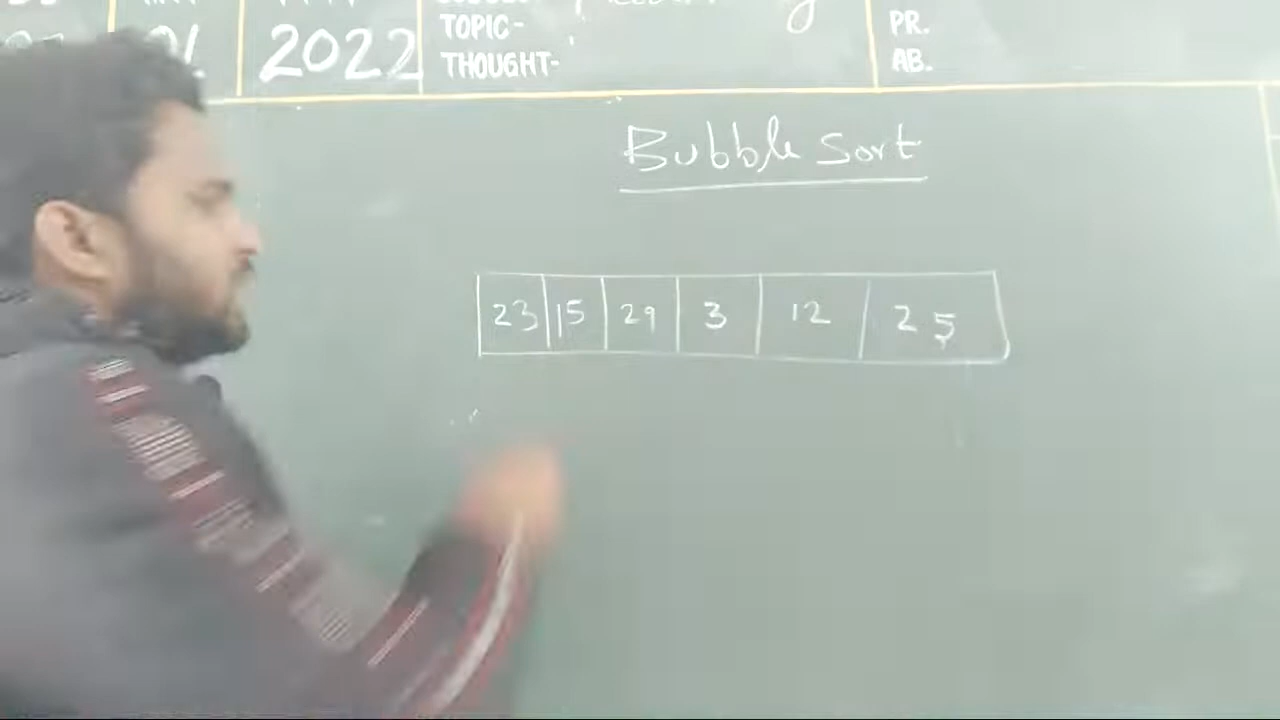 2022
TOPIC-
THOUGHT-
PR.
AB.
Bubble Sort
23 15 29 3 12 25